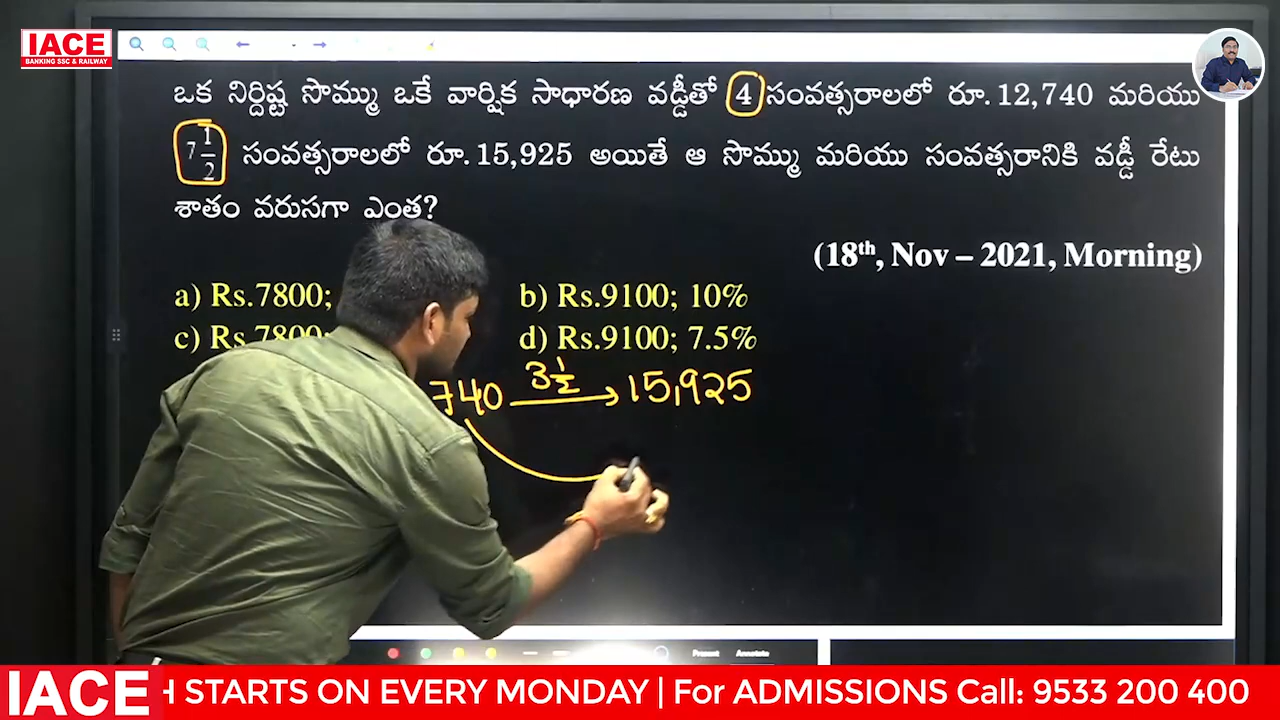 IACE
BANKING SSC & RAILWAY
ఒక నిర్దిష్ట సొమ్ము ఒకే వార్షిక సాధారణ వడ్డీతో 4 సంవత్సరాలలో రూ. 12,740 మరియు
7 1/2 సంవత్సరాలలో రూ. 15,925 అయితే ఆ సొమ్ము మరియు సంవత్సరానికి వడ్డీ రేటు
శాతం వరుసగా ఎంత?
(18th, Nov – 2021, Morning)
a) Rs.7800; b) Rs.9100; 10%
c) Rs.7800; d) Rs.9100; 7.5%
740 3 1/2 → 15,925
Present Annotate
IACE H STARTS ON EVERY MONDAY | For ADMISSIONS Call: 9533 200 400